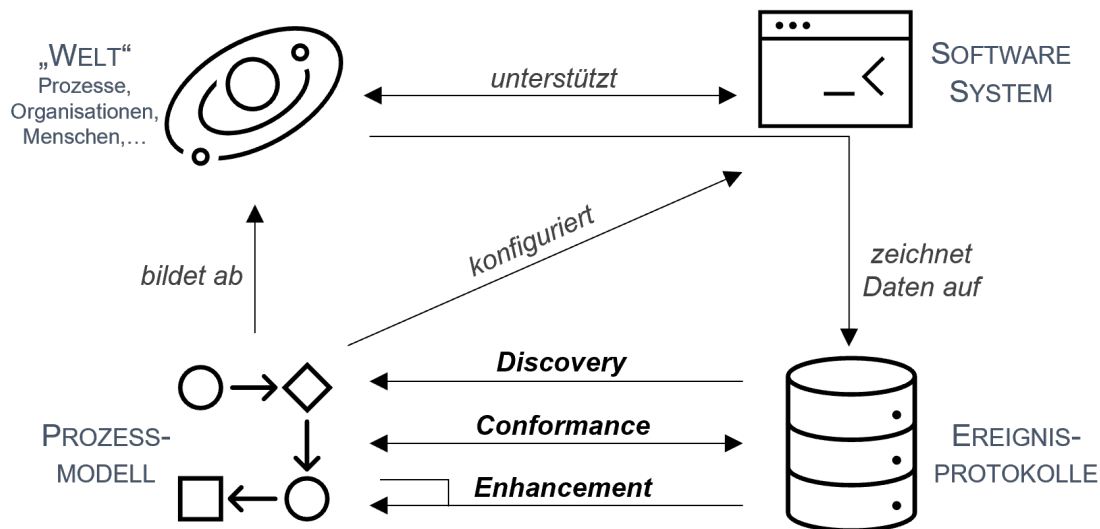 „WELT“
Prozesse,
Organisationen,
Menschen,…
unterstützt
SOFTWARE
SYSTEM
bildet ab
konfiguriert
zeichnet
Daten auf
Discovery
Conformance
Enhancement
PROZESS-
MODELL
EREIGNIS-
PROTOKOLLE